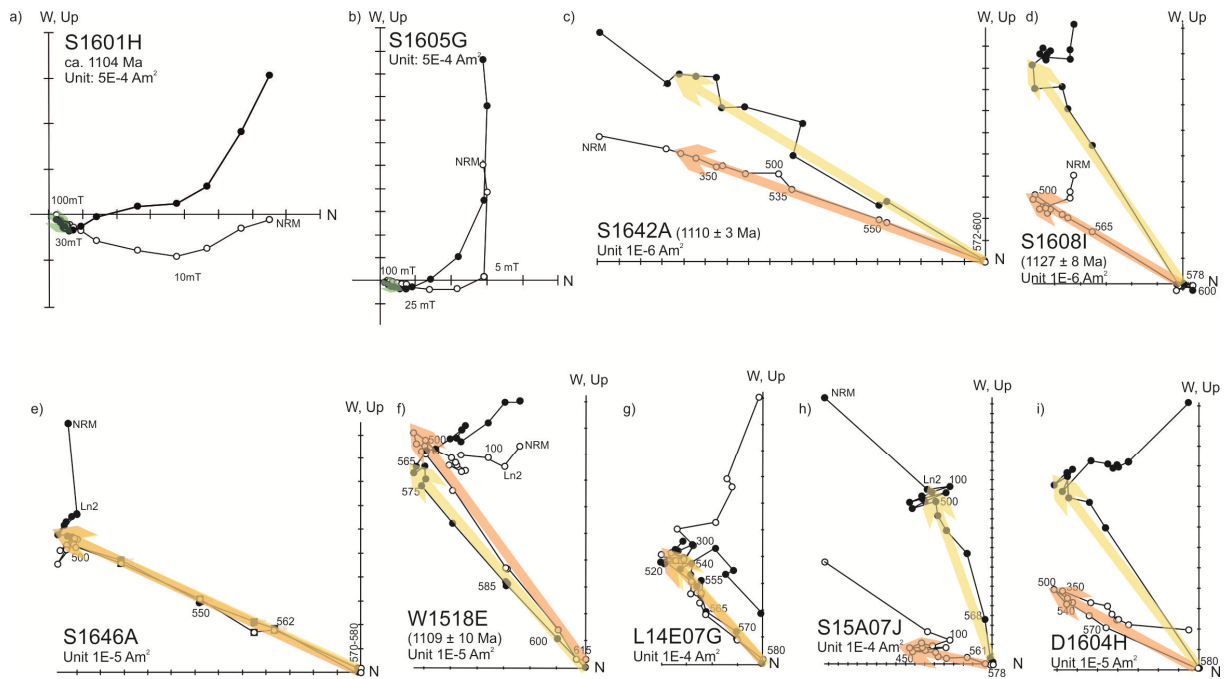 a)
W, Up
S1601H
ca. 1104 Ma
Unit: 5E-4 Am²
N
100mT
30mT
10mT
NRM
b)
W, Up
S1605G
Unit: 5E-4 Am²
NRM
5 mT
N
100 mT
25 mT
c)
W, Up
NRM
350
500
535
550
572-600
N
S1642A (1110 ± 3 Ma)
Unit 1E-6 Am²
d)
W, Up
NRM
500
565
S1608I
(1127 ± 8 Ma)
Unit 1E-6 Am²
578
N
600
e)
W, Up
NRM
Ln2
500
550
562
570-580
N
S1646A
Unit 1E-5 Am²
f)
W, Up
500
100
NRM
Ln2
565
575
585
600
615
N
W1518E
(1109 ± 10 Ma)
Unit 1E-5 Am²
g)
W, Up
300
520
540
555
565
570
580
N
L14E07G
Unit 1E-4 Am²
h)
W, Up
NRM
Ln2
100
500
568
100
450
561
N
578
S15A07J
Unit 1E-4 Am²
i)
W, Up
500
350
540
570
580
N
D1604H
Unit 1E-5 Am²